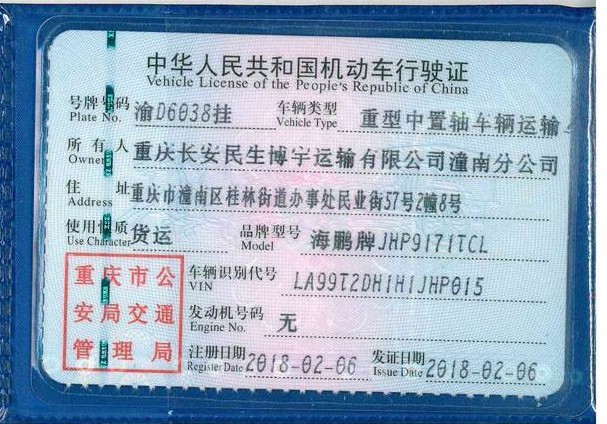 中华人民共和国机动车行驶证
Vehicle License of the People's Republic of China
号牌号码 渝D6038挂 车辆类型 重型中置轴车辆运输
Plate No. Vehicle Type
所有人 重庆长安民生博宇运输有限公司潼南分公司
Owner
住址 重庆市潼南区桂林街道办事处民业街57号2幢8号
Address
使用性质 货运 品牌型号 海鹏牌JHP9171TCL
Use Character Model
车辆识别代号 LA99T2DH1H1JHP015
VIN
发动机号码 无
Engine No.
注册日期 2018-02-06 发证日期 2018-02-06
Register Date Issue Date
重庆市公
安局交通
管理局